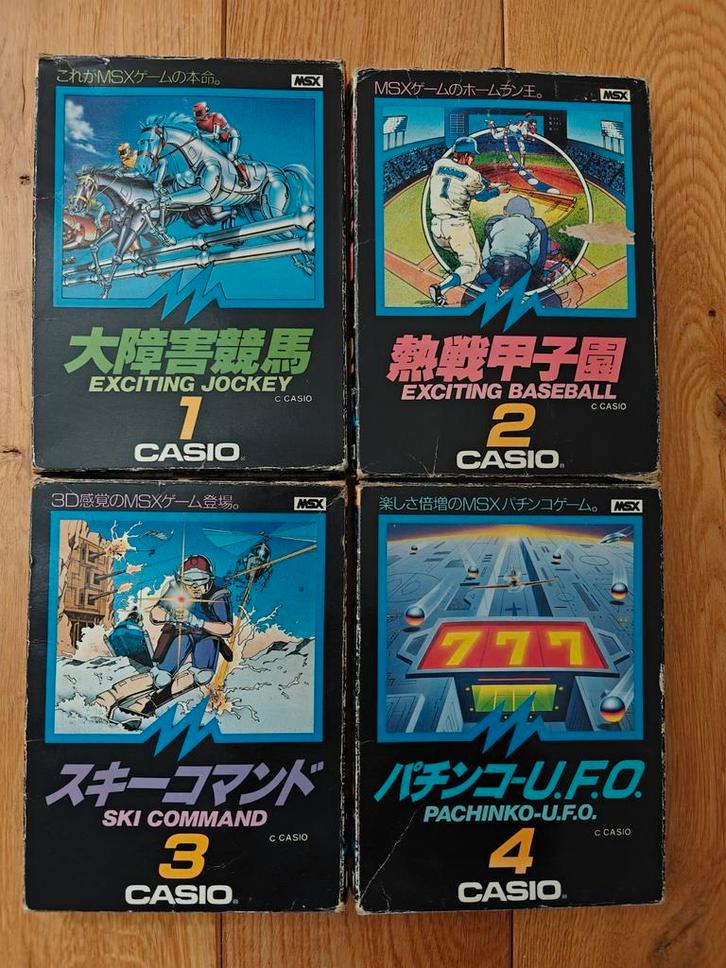 これがMSXゲームの本命。
MSX
大障害競馬
EXCITING JOCKEY
C CASIO
1
CASIO
MSXゲームのホームラン王。
MSX
1
熱戦甲子園
EXCITING BASEBALL
C CASIO
2
CASIO
3D感覚のMSXゲーム登場。
MSX
スキーコマンド
SKI COMMAND
C CASIO
3
CASIO
楽しさ倍増のMSXパチンコゲーム。
MSX
777
パチンコ-U.F.O.
PACHINKO-U.F.O.
C CASIO
4
CASIO